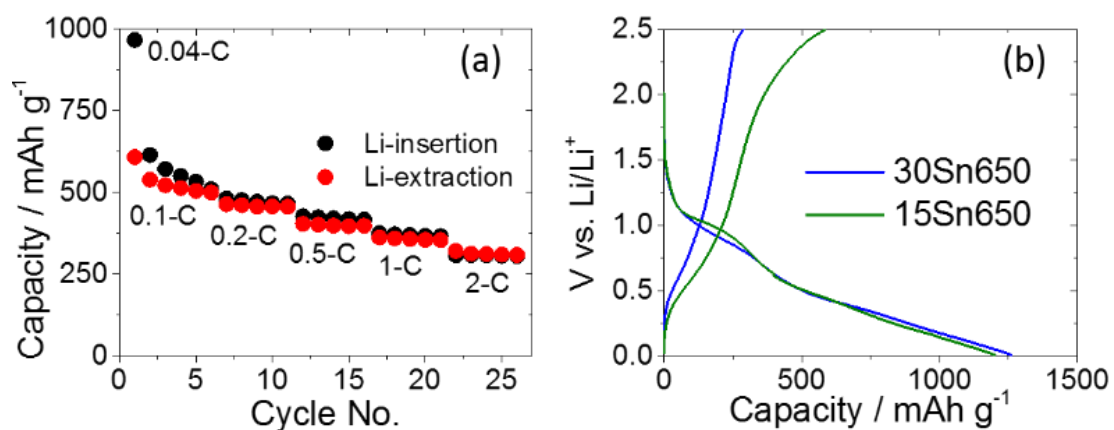 1000
750
500
250
0
Capacity / mAh g⁻¹
0.04-C
(a)
Li-insertion
Li-extraction
0.1-C
0.2-C
0.5-C
1-C
2-C
0 5 10 15 20 25
Cycle No.
2.5
2.0
1.5
1.0
0.5
0.0
V vs. Li/Li⁺
(b)
30Sn650
15Sn650
0 500 1000 1500
Capacity / mAh g⁻¹